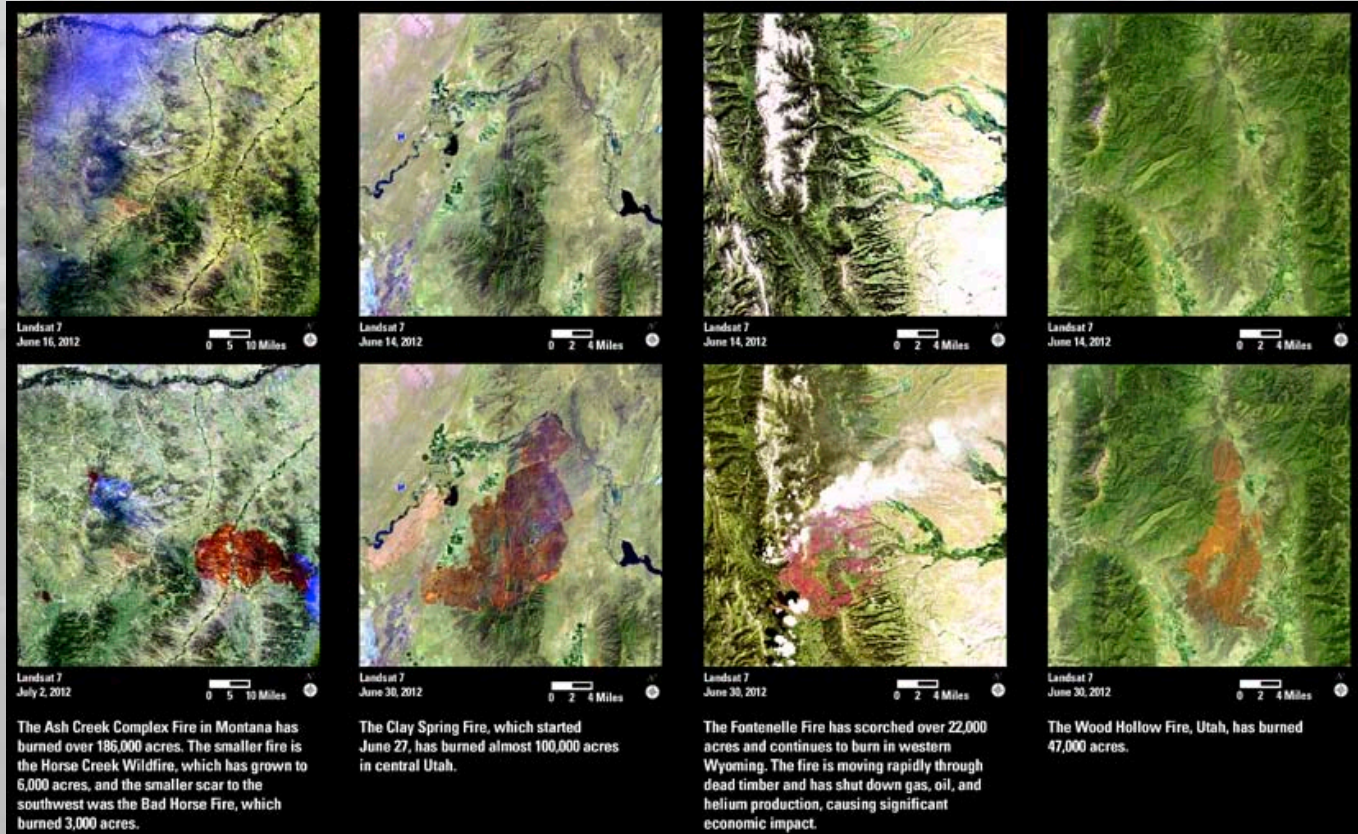 Landsat 7
June 16, 2012
0 5 10 Miles
N
Landsat 7
June 14, 2012
0 2 4 Miles
N
Landsat 7
June 14, 2012
0 2 4 Miles
N
Landsat 7
June 14, 2012
0 2 4 Miles
N
Landsat 7
July 2, 2012
0 5 10 Miles
N
Landsat 7
June 30, 2012
0 2 4 Miles
N
Landsat 7
June 30, 2012
0 2 4 Miles
N
Landsat 7
June 30, 2012
0 2 4 Miles
N
The Ash Creek Complex Fire in Montana has
burned over 186,000 acres. The smaller fire is
the Horse Creek Wildfire, which has grown to
6,000 acres, and the smaller scar to the
southwest was the Bad Horse Fire, which
burned 3,000 acres.
The Clay Spring Fire, which started
June 27, has burned almost 100,000 acres
in central Utah.
The Fontenelle Fire has scorched over 22,000
acres and continues to burn in western
Wyoming. The fire is moving rapidly through
dead timber and has shut down gas, oil, and
helium production, causing significant
economic impact.
The Wood Hollow Fire, Utah, has burned
47,000 acres.